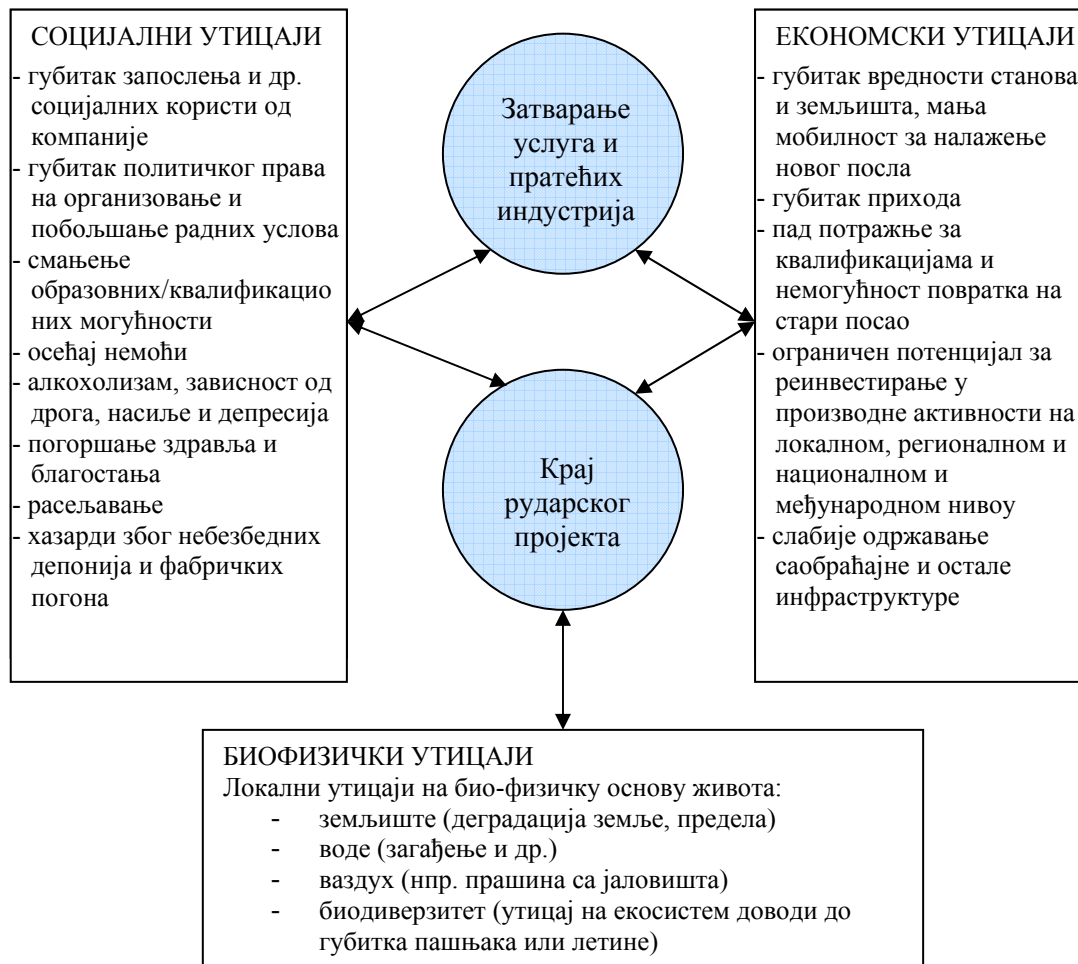 СОЦИЈАЛНИ УТИЦАЈИ
- губитак запослења и др.
социјалних користи од
компаније
- губитак политичког права
на организовање и
побољшање радних услова
- смањење
образовних/квалификацио
них могућности
- осећај немоћи
- алкохолизам, зависност од
дрога, насиље и депресија
- погоршање здравља и
благостања
- расељавање
- хазарди због небезбедних
депонија и фабричких
погона
Затварање
услуга и
пратећих
индустрија
Крај
рударског
пројекта
ЕКОНОМСКИ УТИЦАЈИ
- губитак вредности станова
и земљишта, мања
мобилност за налажење
новог посла
- губитак прихода
- пад потражње за
квалификацијама и
немогућност повратка на
стари посао
- ограничен потенцијал за
реинвестирање у
производне активности на
локалном, регионалном и
националном и
међународном нивоу
- слабије одржавање
саобраћајне и остале
инфраструктуре
БИОФИЗИЧКИ УТИЦАЈИ
Локални утицаји на био-физичку основу живота:
- земљиште (деградација земље, предела)
- воде (загађење и др.)
- ваздух (нпр. прашина са јаловишта)
- биодиверзитет (утицај на екосистем доводи до
губитка пашњака или летине)